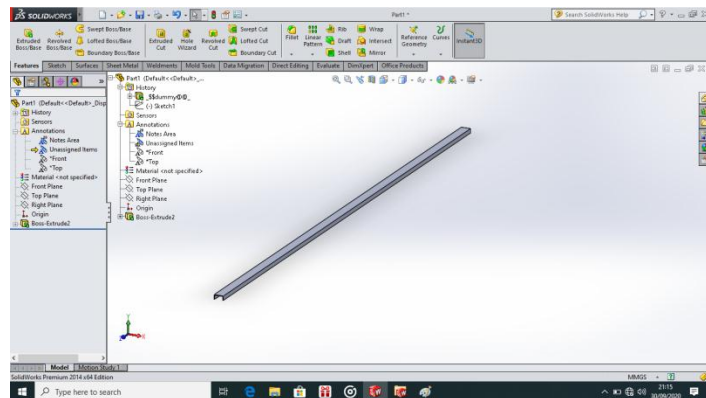 SOLIDWORKS
Part1 *
Search SolidWorks Help
Extruded Boss/Base
Revolved Boss/Base
Swept Boss/Base
Lofted Boss/Base
Boundary Boss/Base
Extruded Cut
Hole Wizard
Revolved Cut
Swept Cut
Lofted Cut
Boundary Cut
Fillet
Linear Pattern
Rib
Draft
Shell
Wrap
Intersect
Mirror
Reference Geometry
Curves
Instant3D
Features Sketch Surfaces Sheet Metal Weldments Mold Tools Data Migration Direct Editing Evaluate DimXpert Office Products
Part1 (Default<<Default>_Disp
History
Sensors
Annotations
Notes Area
Unassigned Items
*Front
*Top
Material <not specified>
Front Plane
Top Plane
Right Plane
Origin
Boss-Extrude2
Part1 (Default<<Default>_...
History
_$$dummy@@_
(-) Sketch1
Sensors
Annotations
Notes Area
Unassigned Items
*Front
*Top
Material <not specified>
Front Plane
Top Plane
Right Plane
Origin
Boss-Extrude2
Model Motion Study 1
SolidWorks Premium 2014 x64 Edition
MMGS
Type here to search
21:15
30/09/2020